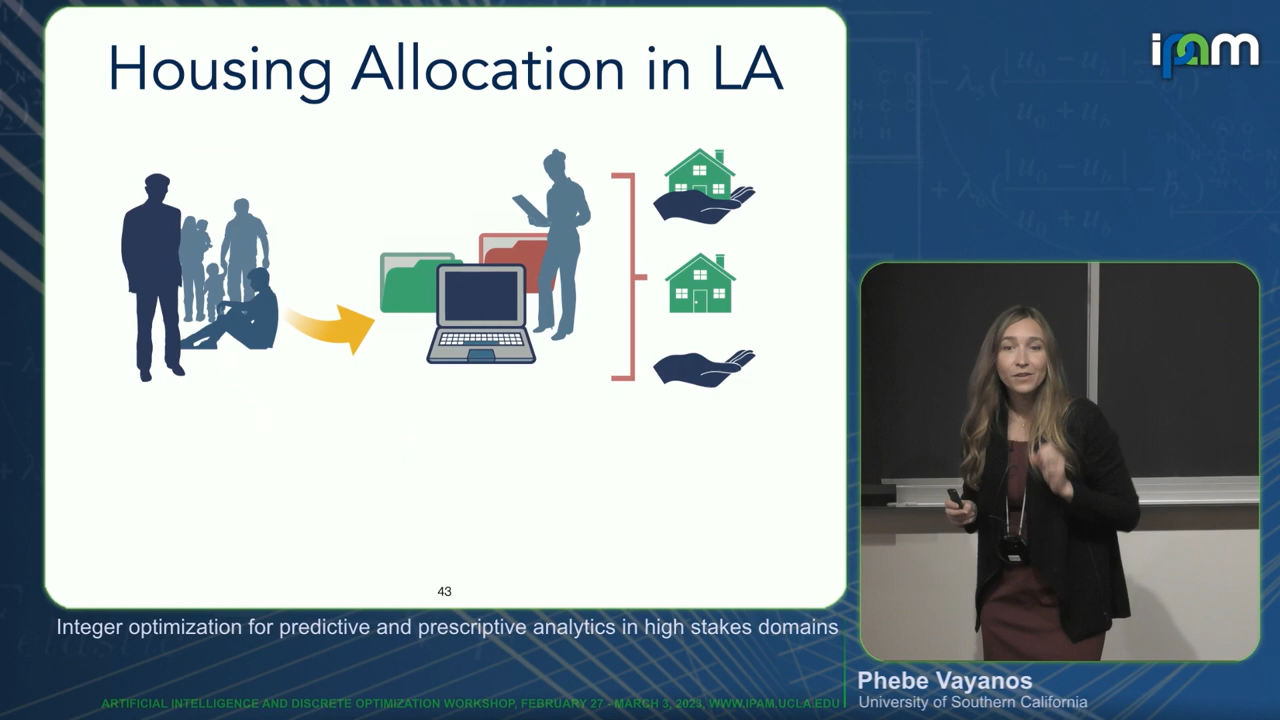 Housing Allocation in LA
43
ipam
Integer optimization for predictive and prescriptive analytics in high stakes domains
Phebe Vayanos
University of Southern California
ARTIFICIAL INTELLIGENCE AND DISCRETE OPTIMIZATION WORKSHOP, FEBRUARY 27 - MARCH 3, 2023, WWW.IPAM.UCLA.EDU